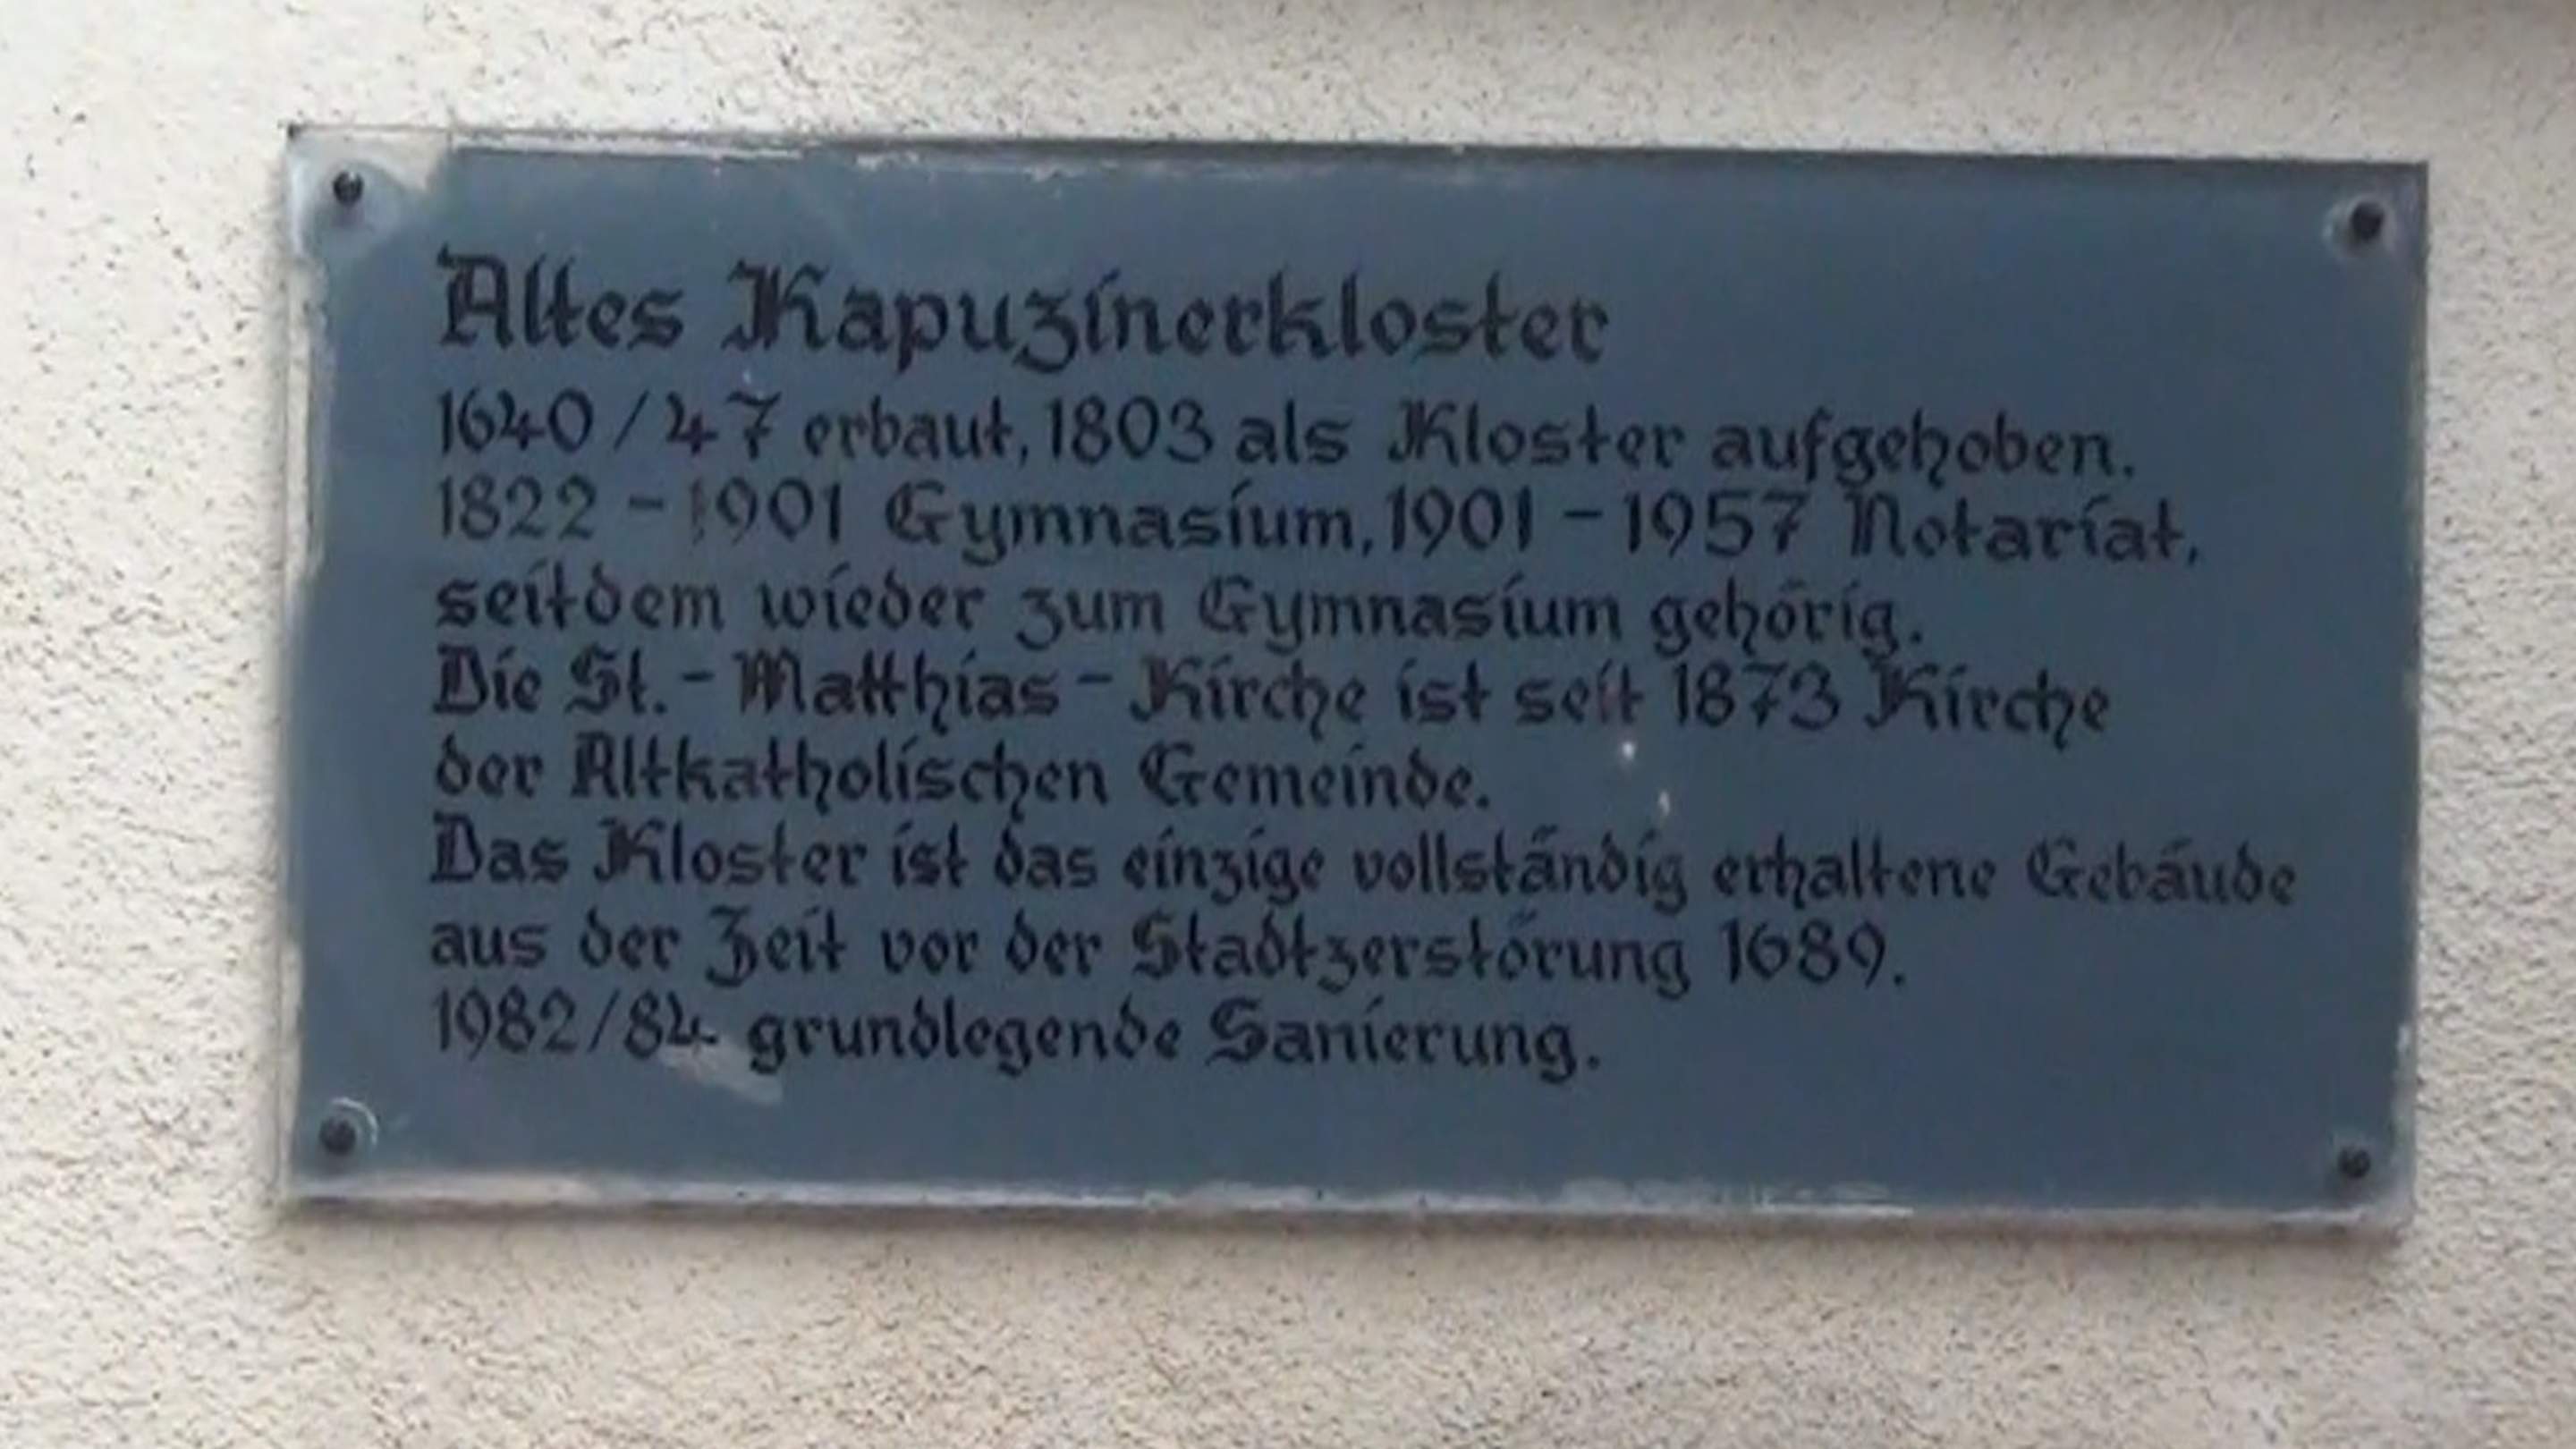 Altes Kapuzinerkloster
1640/47 erbaut, 1803 als Kloster aufgehoben.
1822 - 1901 Gymnasium, 1901 - 1957 Notariat,
seitdem wieder zum Gymnasium gehörig.
Die St.-Matthias-Kirche ist seit 1873 Kirche
der Altkatholischen Gemeinde.
Das Kloster ist das einzige vollständig erhaltene Gebäude
aus der Zeit vor der Stadtzerstörung 1689.
1982/84 grundlegende Sanierung.